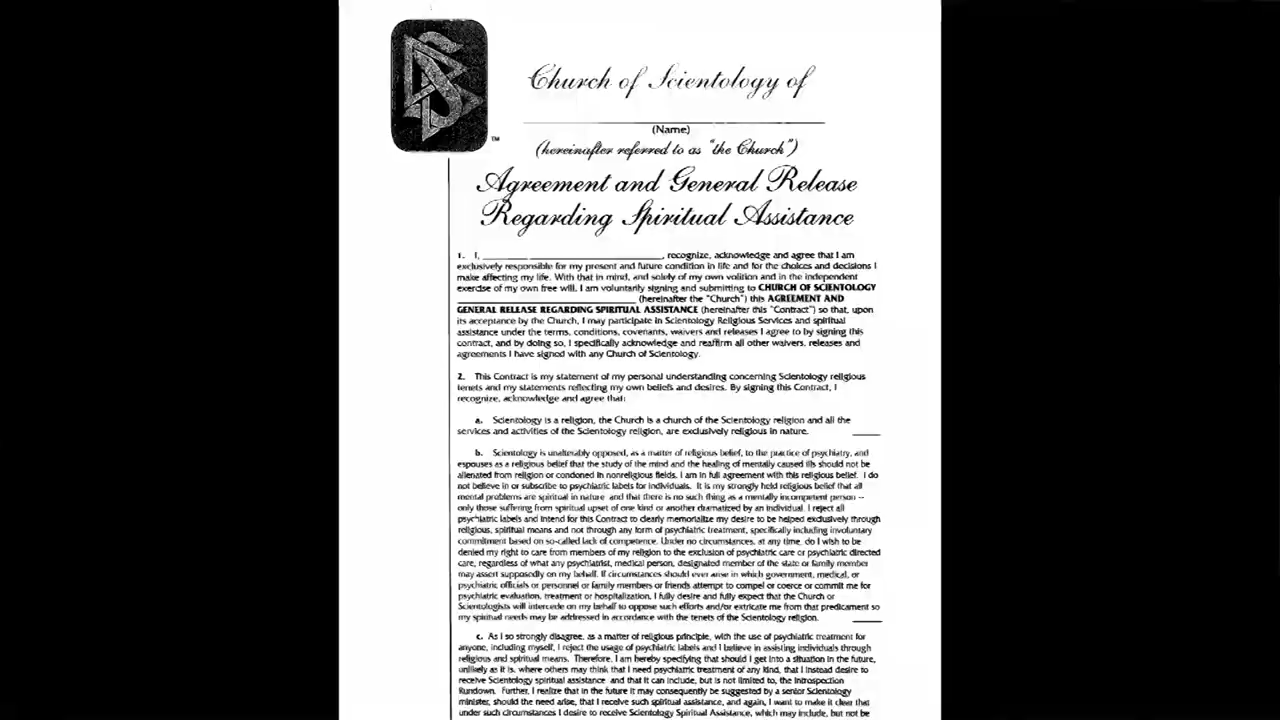 Church of Scientology of
(Name)
(hereinafter referred to as "the Church")
TM
Agreement and General Release
Regarding Spiritual Assistance
1. I, ______________________________, recognize, acknowledge and agree that I am
exclusively responsible for my present and future condition in life and for the choices and decisions I
make affecting my life. With that in mind, and solely of my own volition and in the independent
exercise of my own free will, I am voluntarily signing and submitting to CHURCH OF SCIENTOLOGY
______________________________ (hereinafter the "Church") this AGREEMENT AND
GENERAL RELEASE REGARDING SPIRITUAL ASSISTANCE (hereinafter this "Contract") so that, upon
its acceptance by the Church, I may participate in Scientology Religious Services and spiritual
assistance under the terms, conditions, covenants, waivers and releases I agree to by signing this
contract, and by doing so, I specifically acknowledge and reaffirm all other waivers, releases and
agreements I have signed with any Church of Scientology.
2. This Contract is my statement of my personal understanding concerning Scientology religious
tenets and my statements reflecting my own beliefs and desires. By signing this Contract, I
recognize, acknowledge and agree that:
a. Scientology is a religion, the Church is a church of the Scientology religion and all the
services and activities of the Scientology religion, are exclusively religious in nature. _____
b. Scientology is unalterably opposed, as a matter of religious belief, to the practice of psychiatry, and
espouses as a religious belief that the study of the mind and the healing of mentally caused ills should not be
alienated from religion or condoned in nonreligious fields. I am in full agreement with this religious belief. I do
not believe in or subscribe to psychiatric labels for individuals. It is my strongly held religious belief that all
mental problems are spiritual in nature and that there is no such thing as a mentally incompetent person --
only those suffering from spiritual upset of one kind or another dramatized by an individual. I reject all
psychiatric labels and intend for this Contract to clearly memorialize my desire to be helped exclusively through
religious, spiritual means and not through any form of psychiatric treatment, specifically including involuntary
commitment based on so-called lack of competence. Under no circumstances, at any time, do I wish to be
denied my right to care from members of my religion to the exclusion of psychiatric care or psychiatric directed
care, regardless of what any psychiatrist, medical person, designated member of the state or family member
may assert supposedly on my behalf. If circumstances should ever arise in which government, medical, or
psychiatric officials or personnel or family members or friends attempt to compel or coerce or commit me for
psychiatric evaluation, treatment or hospitalization, I fully desire and fully expect that the Church or
Scientologists will intercede on my behalf to oppose such efforts and/or extricate me from that predicament so
my spiritual needs may be addressed in accordance with the tenets of the Scientology religion. _____
c. As I so strongly disagree, as a matter of religious principle, with the use of psychiatric treatment for
anyone, including myself, I reject the usage of psychiatric labels and I believe in assisting individuals through
religious and spiritual means. Therefore, I am hereby specifying that should I get into a situation in the future,
unlikely as it is, where others may think that I need psychiatric treatment of any kind, that I instead desire to
receive Scientology spiritual assistance and that it can include, but is not limited to, the Introspection
Rundown. Further, I realize that in the future it may consequently be suggested by a senior Scientology
minister, should the need arise, that I receive such spiritual assistance, and again, I want to make it clear that
under such circumstances I desire to receive Scientology Spiritual Assistance, which may include, but not be